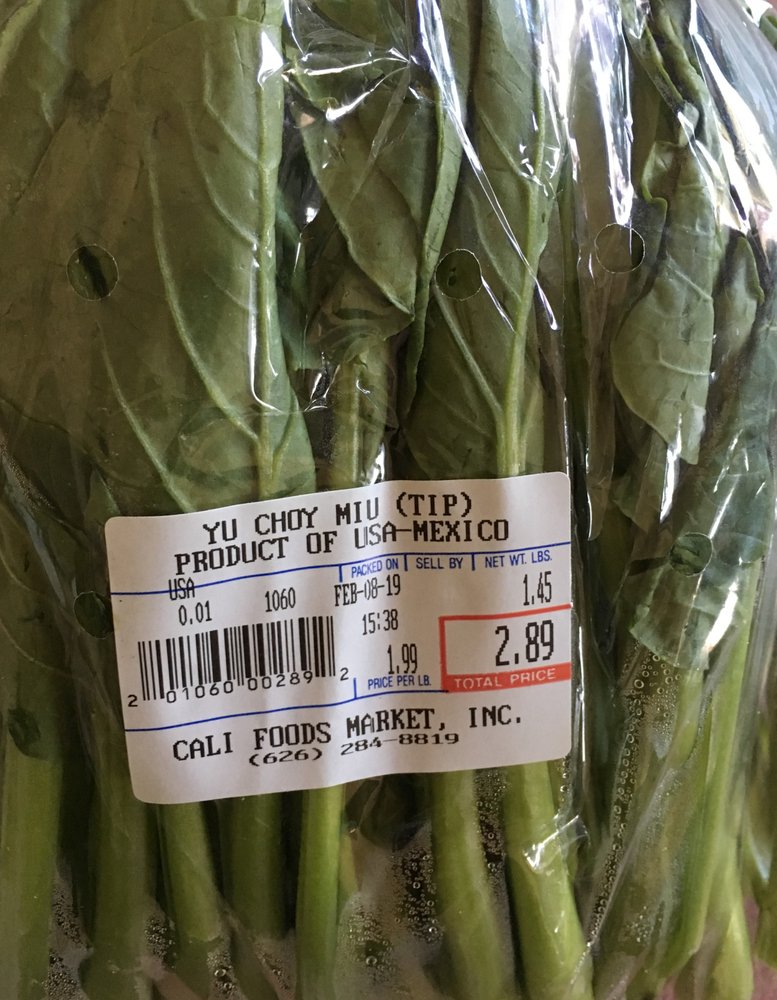 YU CHOY MIU (TIP)
PRODUCT OF USA-MEXICO
USA
PACKED ON SELL BY NET WT. LBS.
0.01 1060 FEB-08-19 1.45
15:38
1.99 2.89
PRICE PER LB. TOTAL PRICE
2 01060 00289 2
CALI FOODS MARKET, INC.
(626) 284-8819